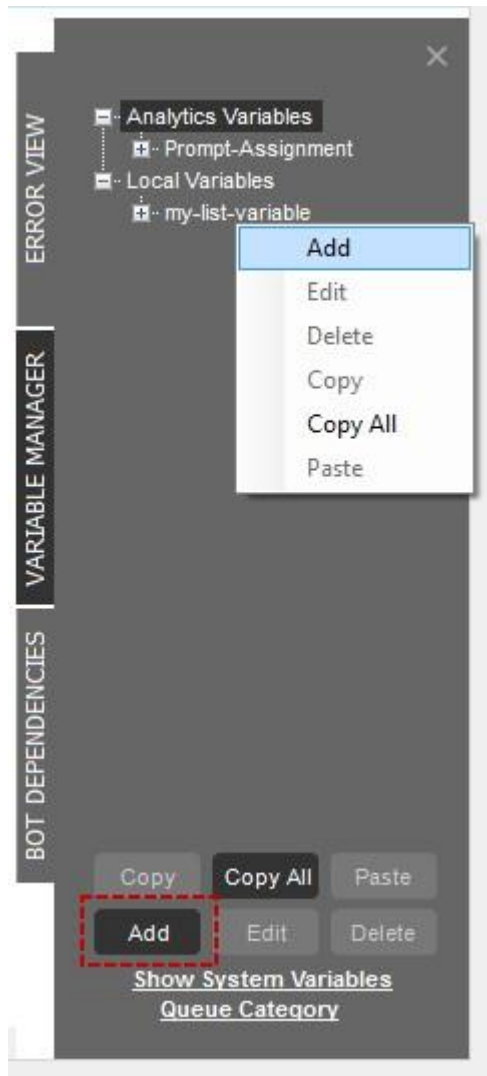 ERROR VIEW
VARIABLE MANAGER
BOT DEPENDENCIES
Analytics Variables
Prompt-Assignment
Local Variables
my-list-variable
Add
Edit
Delete
Copy
Copy All
Paste
Copy Copy All Paste
Add Edit Delete
Show System Variables
Queue Category